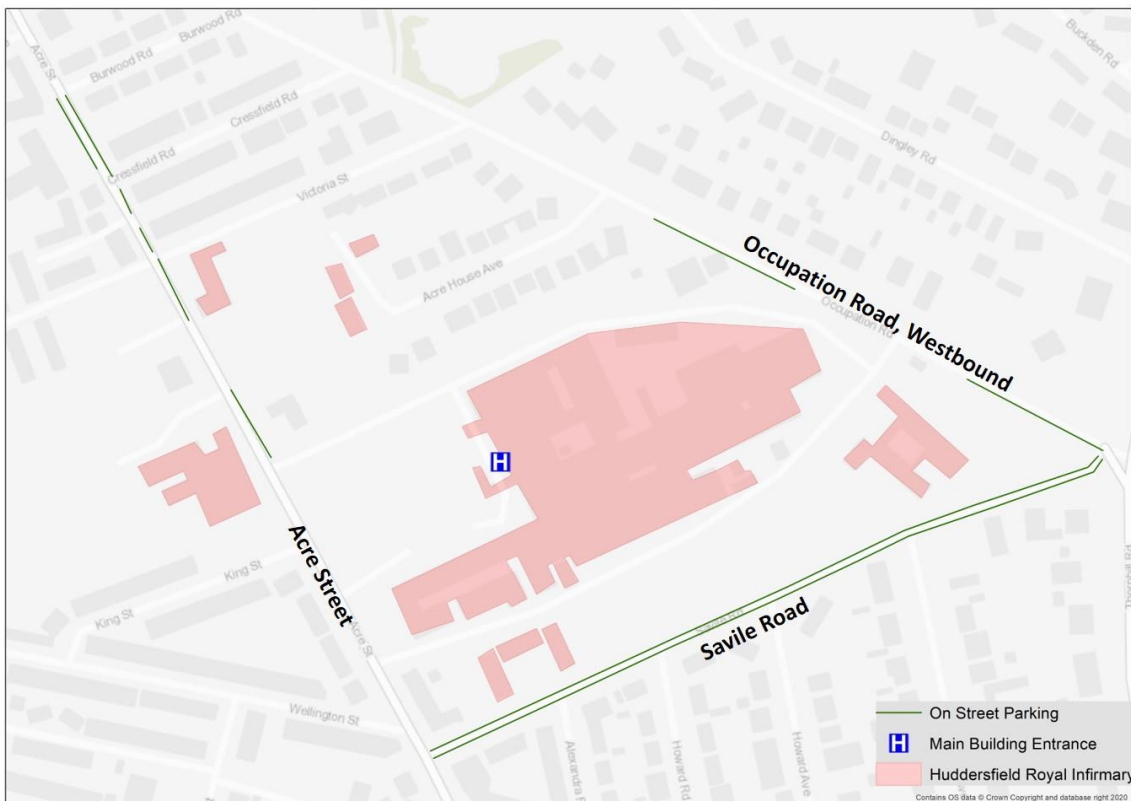 Burwood Rd
Burwood Rd
Acre St
Buckden Rd
Cressfield Rd
Cressfield Rd
Dingley Rd
Victoria St
Acre House Ave
Occupation Road, Westbound
Occupation Rd
H
Acre Street
King St
King St
Acre St
Savile Road
Thornhill Rd
Wellington St
Alexandra R
Howard Rd
Howard Ave
On Street Parking
H Main Building Entrance
Huddersfield Royal Infirmary
Contains OS data © Crown Copyright and database right 2020